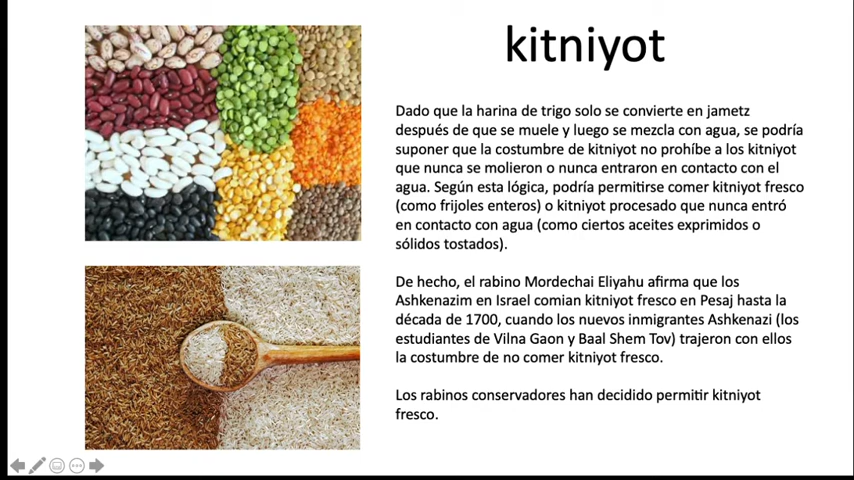 kitniyot
Dado que la harina de trigo solo se convierte en jametz
después de que se muele y luego se mezcla con agua, se podría
suponer que la costumbre de kitniyot no prohíbe a los kitniyot
que nunca se molieron o nunca entraron en contacto con el
agua. Según esta lógica, podría permitirse comer kitniyot fresco
(como frijoles enteros) o kitniyot procesado que nunca entró
en contacto con agua (como ciertos aceites exprimidos o
sólidos tostados).
De hecho, el rabino Mordechai Eliyahu afirma que los
Ashkenazim en Israel comian kitniyot fresco en Pesaj hasta la
década de 1700, cuando los nuevos inmigrantes Ashkenazi (los
estudiantes de Vilna Gaon y Baal Shem Tov) trajeron con ellos
la costumbre de no comer kitniyot fresco.
Los rabinos conservadores han decidido permitir kitniyot
fresco.